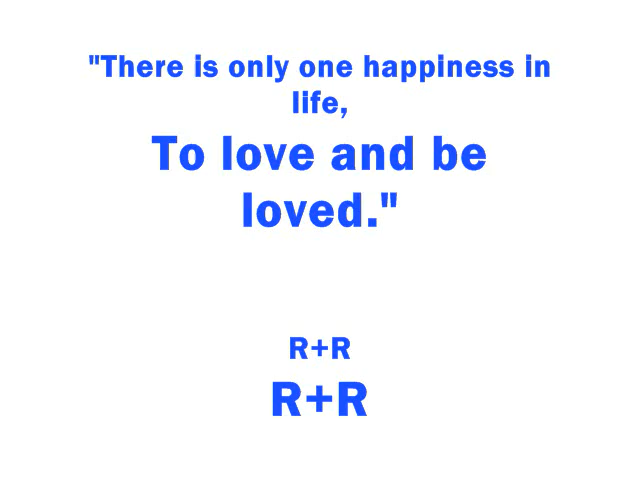 "There is only one happiness in
life,
To love and be
loved."
R+R
R+R